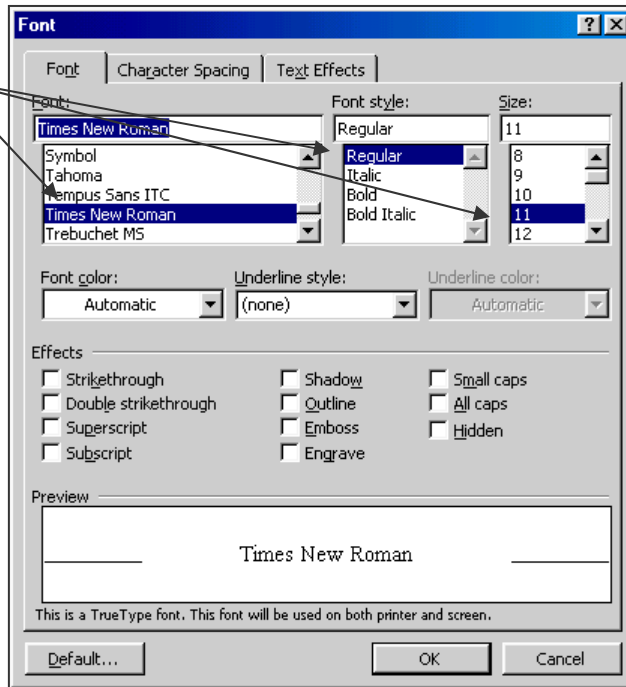 Font
Font Character Spacing Text Effects
Font: Font style: Size:
Times New Roman Regular 11
Symbol Regular 8
Tahoma Italic 9
Tempus Sans ITC Bold 10
Times New Roman Bold Italic 11
Trebuchet MS 12
Font color: Underline style: Underline color:
Automatic (none) Automatic
Effects
Strikethrough Shadow Small caps
Double strikethrough Outline All caps
Superscript Emboss Hidden
Subscript Engrave
Preview
Times New Roman
This is a TrueType font. This font will be used on both printer and screen.
Default... OK Cancel